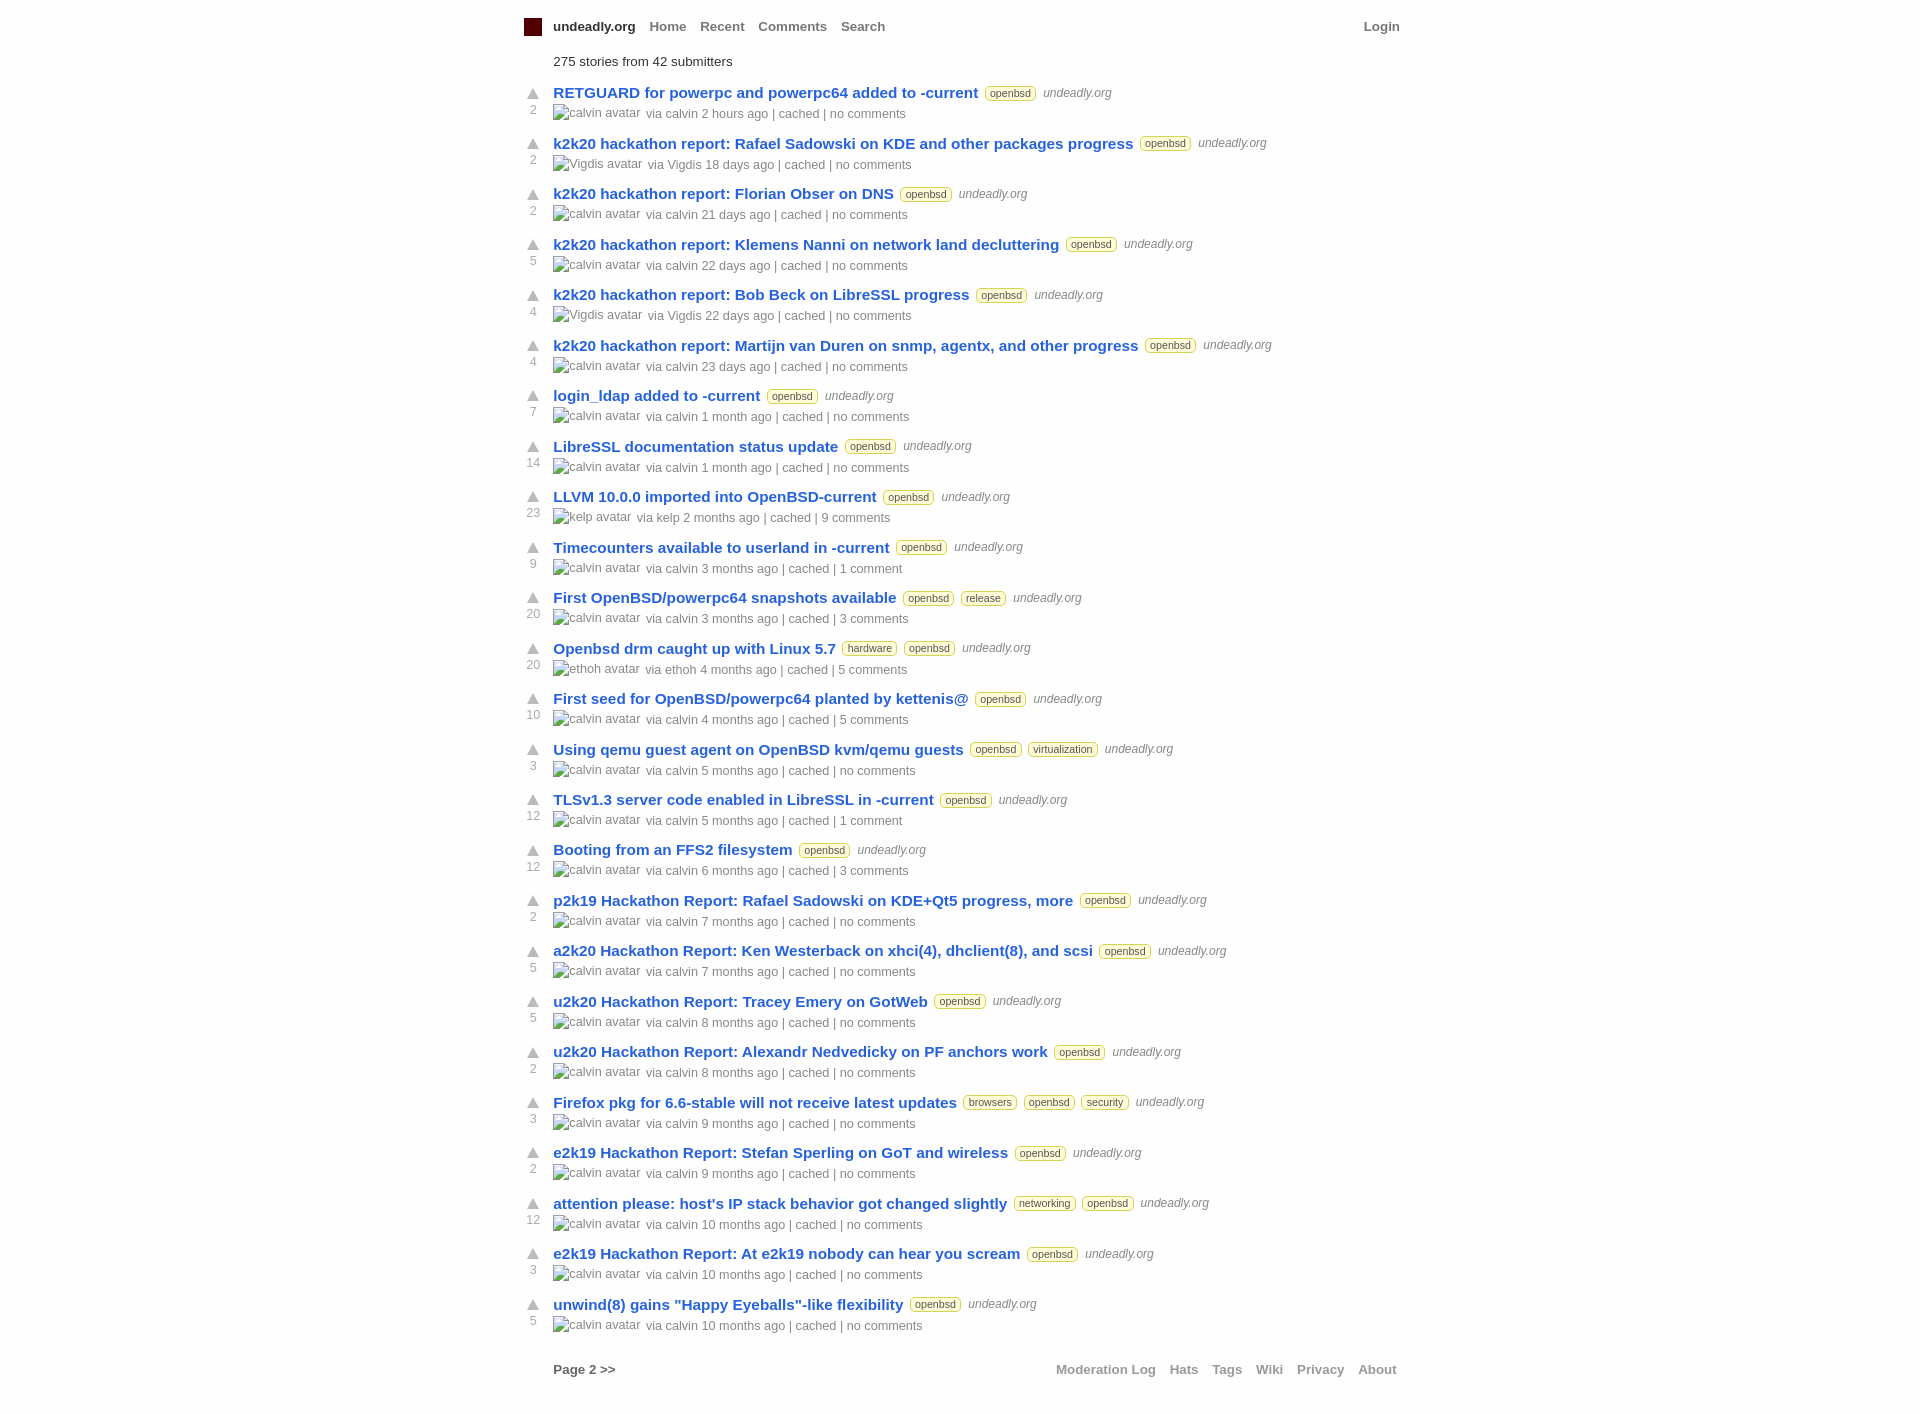 undeadly.org Home Recent Comments Search Login
275 stories from 42 submitters
RETGUARD for powerpc and powerpc64 added to -current openbsd undeadly.org
2 calvin avatar via calvin 2 hours ago | cached | no comments
k2k20 hackathon report: Rafael Sadowski on KDE and other packages progress openbsd undeadly.org
2 Vigdis avatar via Vigdis 18 days ago | cached | no comments
k2k20 hackathon report: Florian Obser on DNS openbsd undeadly.org
2 calvin avatar via calvin 21 days ago | cached | no comments
k2k20 hackathon report: Klemens Nanni on network land decluttering openbsd undeadly.org
5 calvin avatar via calvin 22 days ago | cached | no comments
k2k20 hackathon report: Bob Beck on LibreSSL progress openbsd undeadly.org
4 Vigdis avatar via Vigdis 22 days ago | cached | no comments
k2k20 hackathon report: Martijn van Duren on snmp, agentx, and other progress openbsd undeadly.org
4 calvin avatar via calvin 23 days ago | cached | no comments
login_ldap added to -current openbsd undeadly.org
7 calvin avatar via calvin 1 month ago | cached | no comments
LibreSSL documentation status update openbsd undeadly.org
14 calvin avatar via calvin 1 month ago | cached | no comments
LLVM 10.0.0 imported into OpenBSD-current openbsd undeadly.org
23 kelp avatar via kelp 2 months ago | cached | 9 comments
Timecounters available to userland in -current openbsd undeadly.org
9 calvin avatar via calvin 3 months ago | cached | 1 comment
First OpenBSD/powerpc64 snapshots available openbsd release undeadly.org
20 calvin avatar via calvin 3 months ago | cached | 3 comments
Openbsd drm caught up with Linux 5.7 hardware openbsd undeadly.org
20 ethoh avatar via ethoh 4 months ago | cached | 5 comments
First seed for OpenBSD/powerpc64 planted by kettenis@ openbsd undeadly.org
10 calvin avatar via calvin 4 months ago | cached | 5 comments
Using qemu guest agent on OpenBSD kvm/qemu guests openbsd virtualization undeadly.org
3 calvin avatar via calvin 5 months ago | cached | no comments
TLSv1.3 server code enabled in LibreSSL in -current openbsd undeadly.org
12 calvin avatar via calvin 5 months ago | cached | 1 comment
Booting from an FFS2 filesystem openbsd undeadly.org
12 calvin avatar via calvin 6 months ago | cached | 3 comments
p2k19 Hackathon Report: Rafael Sadowski on KDE+Qt5 progress, more openbsd undeadly.org
2 calvin avatar via calvin 7 months ago | cached | no comments
a2k20 Hackathon Report: Ken Westerback on xhci(4), dhclient(8), and scsi openbsd undeadly.org
5 calvin avatar via calvin 7 months ago | cached | no comments
u2k20 Hackathon Report: Tracey Emery on GotWeb openbsd undeadly.org
5 calvin avatar via calvin 8 months ago | cached | no comments
u2k20 Hackathon Report: Alexandr Nedvedicky on PF anchors work openbsd undeadly.org
2 calvin avatar via calvin 8 months ago | cached | no comments
Firefox pkg for 6.6-stable will not receive latest updates browsers openbsd security undeadly.org
3 calvin avatar via calvin 9 months ago | cached | no comments
e2k19 Hackathon Report: Stefan Sperling on GoT and wireless openbsd undeadly.org
2 calvin avatar via calvin 9 months ago | cached | no comments
attention please: host's IP stack behavior got changed slightly networking openbsd undeadly.org
12 calvin avatar via calvin 10 months ago | cached | no comments
e2k19 Hackathon Report: At e2k19 nobody can hear you scream openbsd undeadly.org
3 calvin avatar via calvin 10 months ago | cached | no comments
unwind(8) gains "Happy Eyeballs"-like flexibility openbsd undeadly.org
5 calvin avatar via calvin 10 months ago | cached | no comments
Page 2 >> Moderation Log Hats Tags Wiki Privacy About